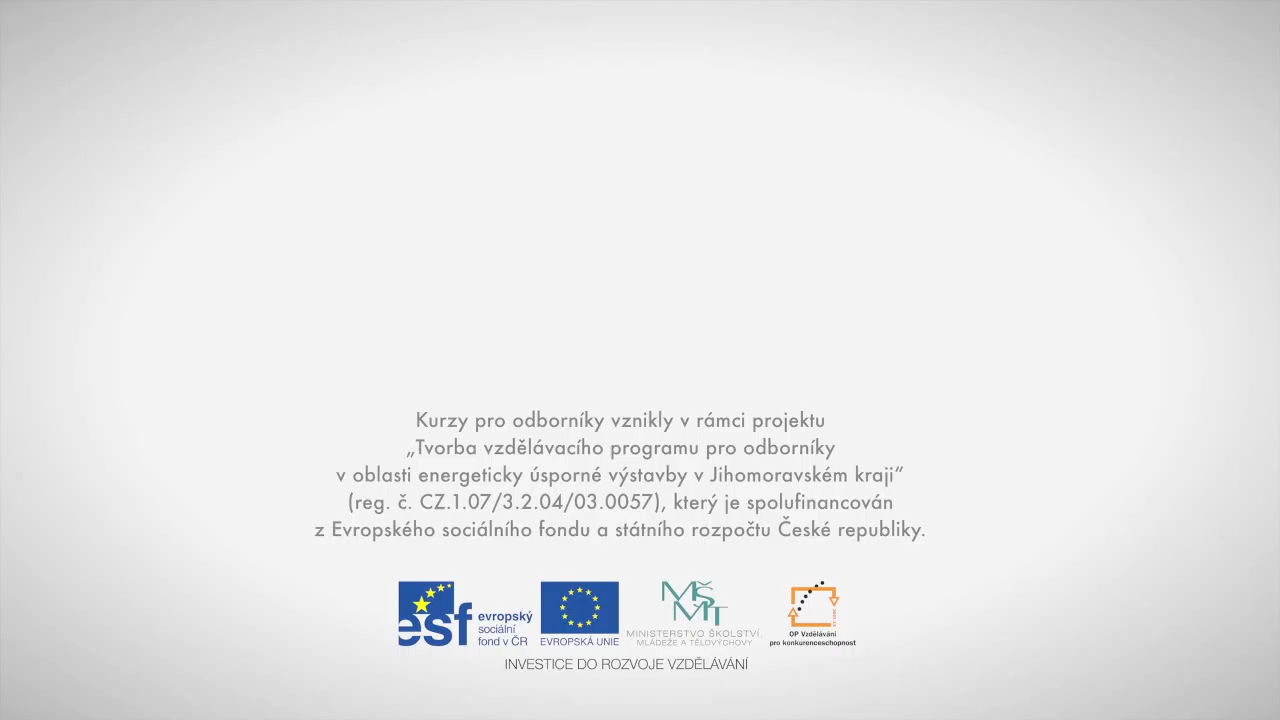 Kurzy pro odborníky vznikly v rámci projektu
„Tvorba vzdělávacího programu pro odborníky
v oblasti energeticky úsporné výstavby v Jihomoravském kraji“
(reg. č. CZ.1.07/3.2.04/03.0057), který je spolufinancován
z Evropského sociálního fondu a státního rozpočtu České republiky.
esf evropský
sociální
fond v ČR
EVROPSKÁ UNIE
MŠMT
MINISTERSTVO ŠKOLSTVÍ,
MLÁDEŽE A TĚLOVÝCHOVY
OP Vzdělávání
pro konkurenceschopnost
INVESTICE DO ROZVOJE VZDĚLÁVÁNÍ